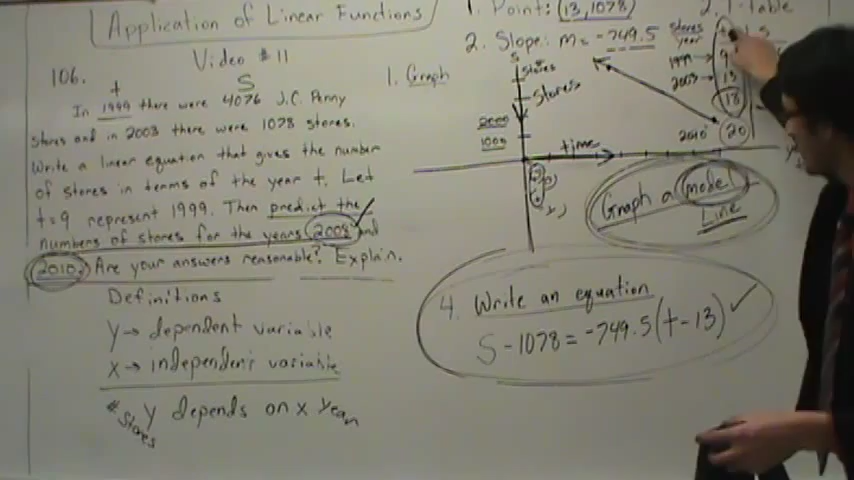 Application of Linear Functions
Video #11
106.
t
S
In 1999 there were 4076 J.C. Penny
stores and in 2003 there were 1078 stores.
Write a linear equation that gives the number
of stores in terms of the year t. Let
t=9 represent 1999. Then predict the
numbers of stores for the years 2008 and
2010. Are your answers reasonable? Explain.
Definitions
Y → dependent variable
X → independent variable
# Stores Y depends on X Year
1. Point: (13,1078)
2. Slope: m = -749.5
1. Graph
S
stores
Stores
2000
1000
time
2010
Graph a model
Line
2. T-table
stores
year
t
S
1999 → 9
2003 → 13
18
20
4. Write an equation
S - 1078 = -749.5(t - 13)